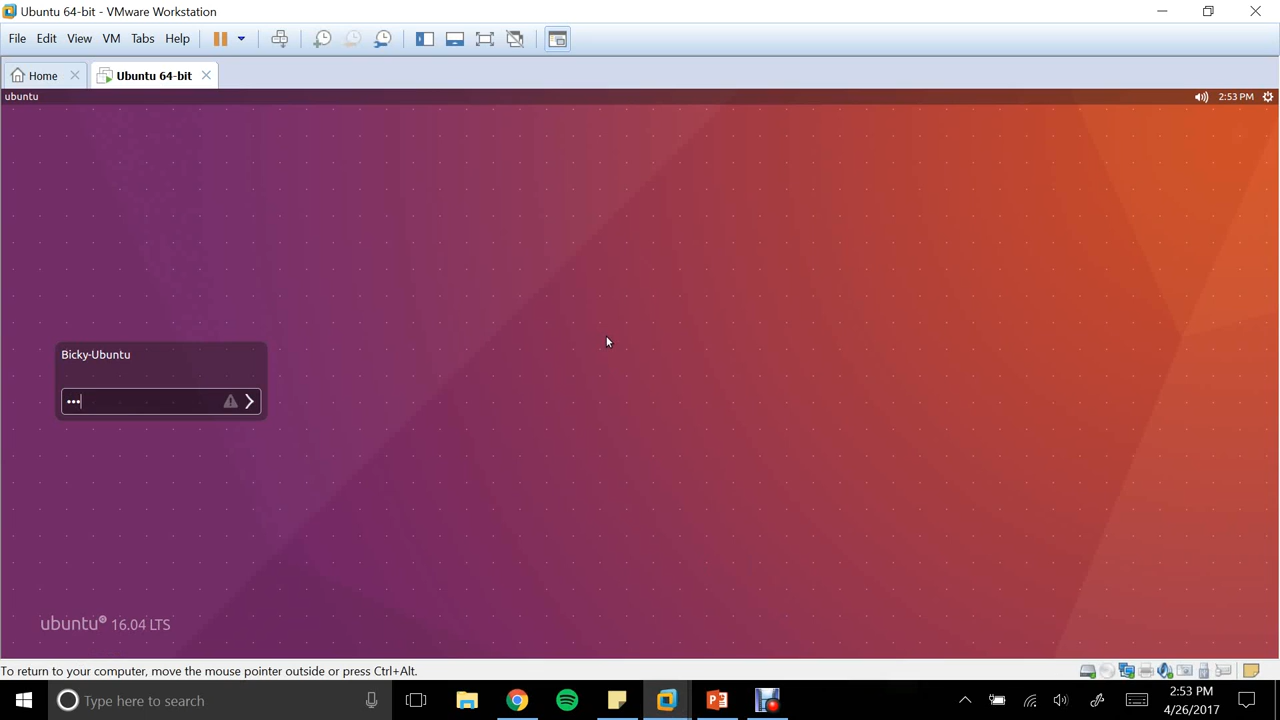 Ubuntu 64-bit - VMware Workstation
File Edit View VM Tabs Help
Home Ubuntu 64-bit
ubuntu 2:53 PM
Bicky-Ubuntu
ubuntu® 16.04 LTS
To return to your computer, move the mouse pointer outside or press Ctrl+Alt.
Type here to search
2:53 PM
4/26/2017